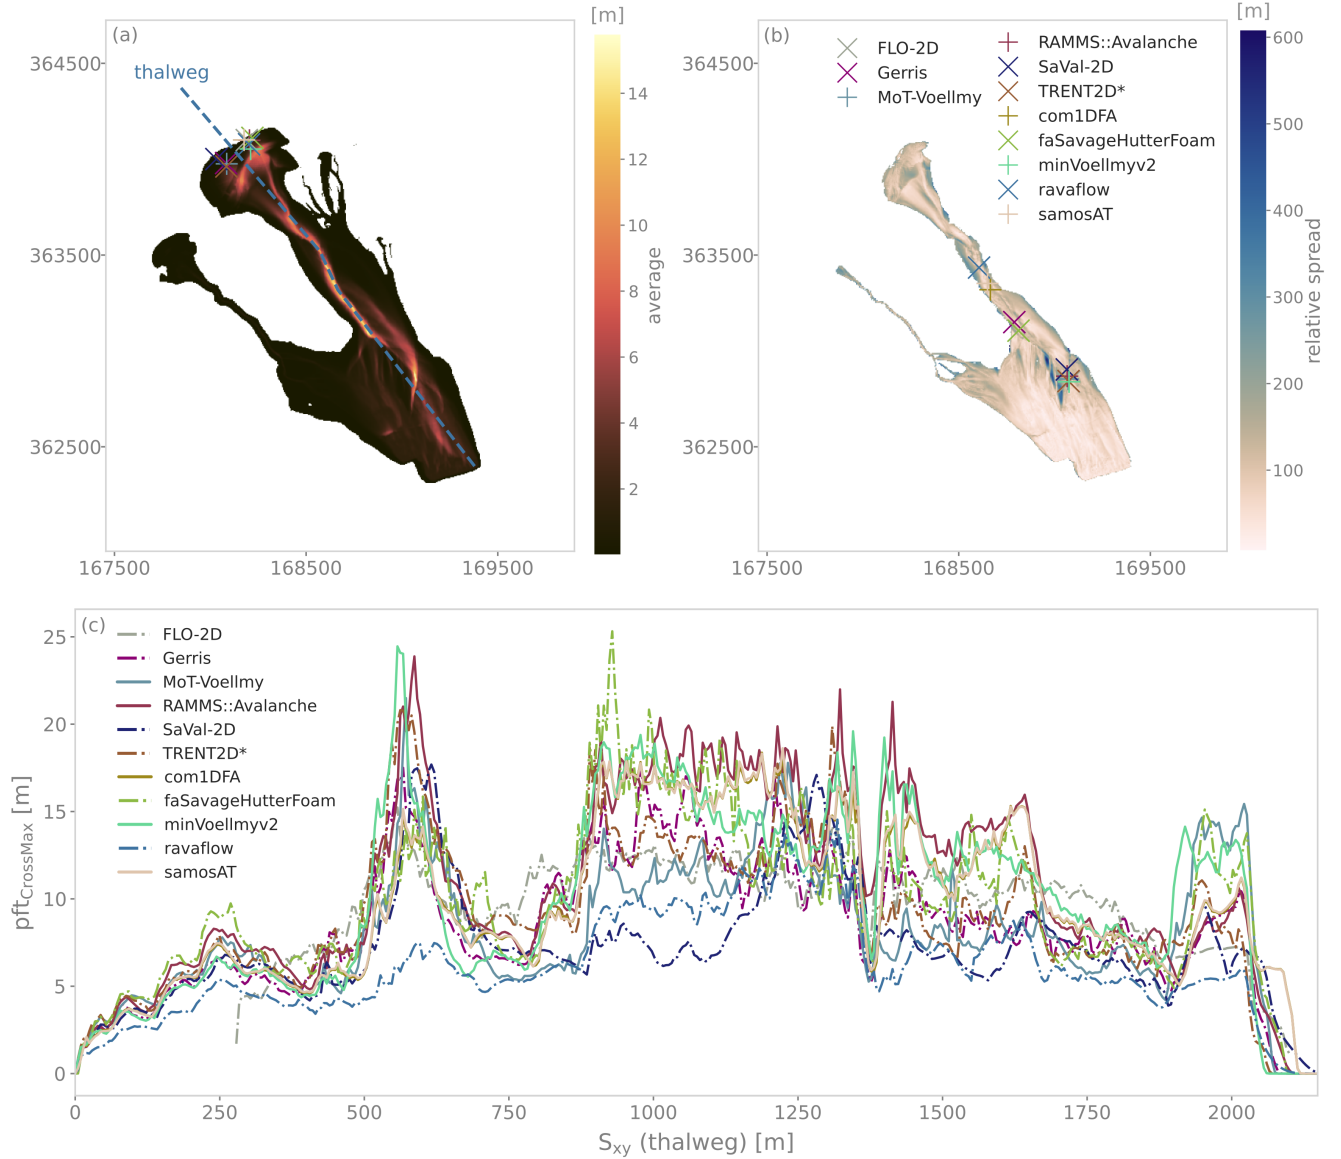 (a)
[m]
thalweg
364500
363500
362500
167500
168500
169500
14
12
10
8
6
4
2
average
(b)
[m]
FLO-2D
Gerris
MoT-Voellmy
RAMMS::Avalanche
SaVal-2D
TRENT2D*
com1DFA
faSavageHutterFoam
minVoellmyv2
ravaflow
samosAT
364500
363500
362500
167500
168500
169500
600
500
400
300
200
100
relative spread
(c)
FLO-2D
Gerris
MoT-Voellmy
RAMMS::Avalanche
SaVal-2D
TRENT2D*
com1DFA
faSavageHutterFoam
minVoellmyv2
ravaflow
samosAT
25
20
15
10
5
0
pftCrossMax [m]
0
250
500
750
1000
1250
1500
1750
2000
Sxy (thalweg) [m]